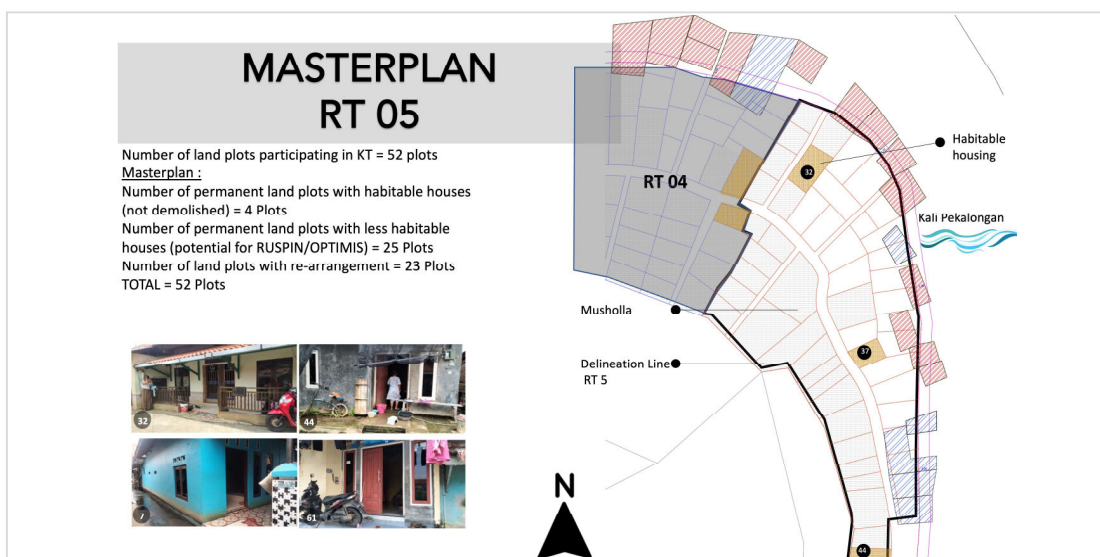 MASTERPLAN
RT 05
Number of land plots participating in KT = 52 plots
Masterplan :
Number of permanent land plots with habitable houses
(not demolished) = 4 Plots
Number of permanent land plots with less habitable
houses (potential for RUSPIN/OPTIMIS) = 25 Plots
Number of land plots with re-arrangement = 23 Plots
TOTAL = 52 Plots
RT 04
32
Habitable
housing
Kali Pekalongan
Musholla
37
Delineation Line
RT 5
32
44
7
61
N
44